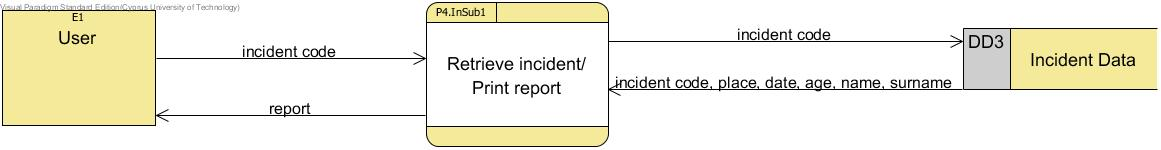 Visual Paradigm Standard Edition(Cyprus University of Technology)
E1
User
incident code
report
P4.InSub1
Retrieve incident/
Print report
incident code
incident code, place, date, age, name, surname
DD3
Incident Data